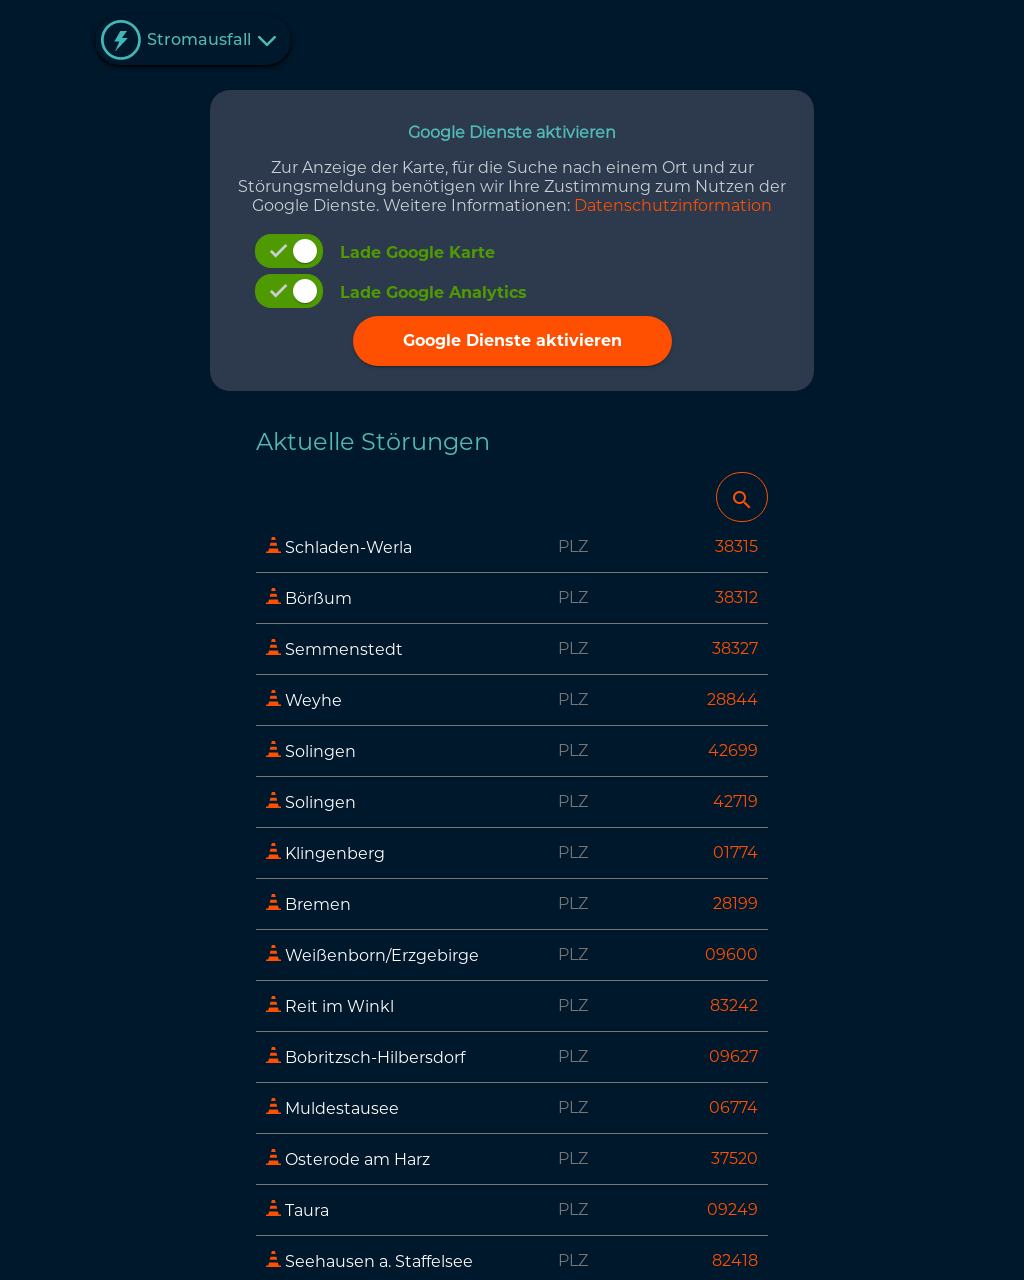 Stromausfall
Google Dienste aktivieren
Zur Anzeige der Karte, für die Suche nach einem Ort und zur
Störungsmeldung benötigen wir Ihre Zustimmung zum Nutzen der
Google Dienste. Weitere Informationen: Datenschutzinformation
Lade Google Karte
Lade Google Analytics
Google Dienste aktivieren
Aktuelle Störungen
Schladen-Werla PLZ 38315
Börßum PLZ 38312
Semmenstedt PLZ 38327
Weyhe PLZ 28844
Solingen PLZ 42699
Solingen PLZ 42719
Klingenberg PLZ 01774
Bremen PLZ 28199
Weißenborn/Erzgebirge PLZ 09600
Reit im Winkl PLZ 83242
Bobritzsch-Hilbersdorf PLZ 09627
Muldestausee PLZ 06774
Osterode am Harz PLZ 37520
Taura PLZ 09249
Seehausen a. Staffelsee PLZ 82418